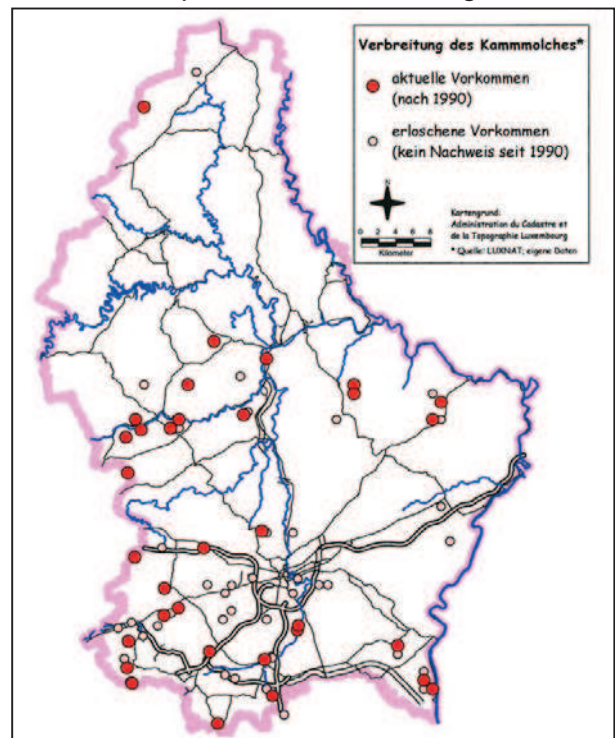 Verbreitung des Kammmolches*
aktuelle Vorkommen
(nach 1990)
erloschene Vorkommen
(kein Nachweis seit 1990)
N
0 2 4 6 8
Kilometer
Kartengrund:
Administration du Cadastre et
de la Topographie Luxembourg
* Quelle: LUXNAT; eigene Daten